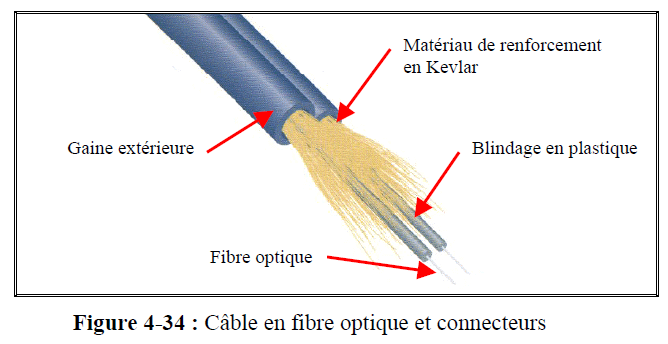 Matériau de renforcement
en Kevlar
Gaine extérieure
Blindage en plastique
Fibre optique
Figure 4-34 : Câble en fibre optique et connecteurs